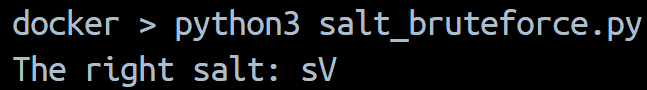 docker > python3 salt_bruteforce.py
The right salt: sV